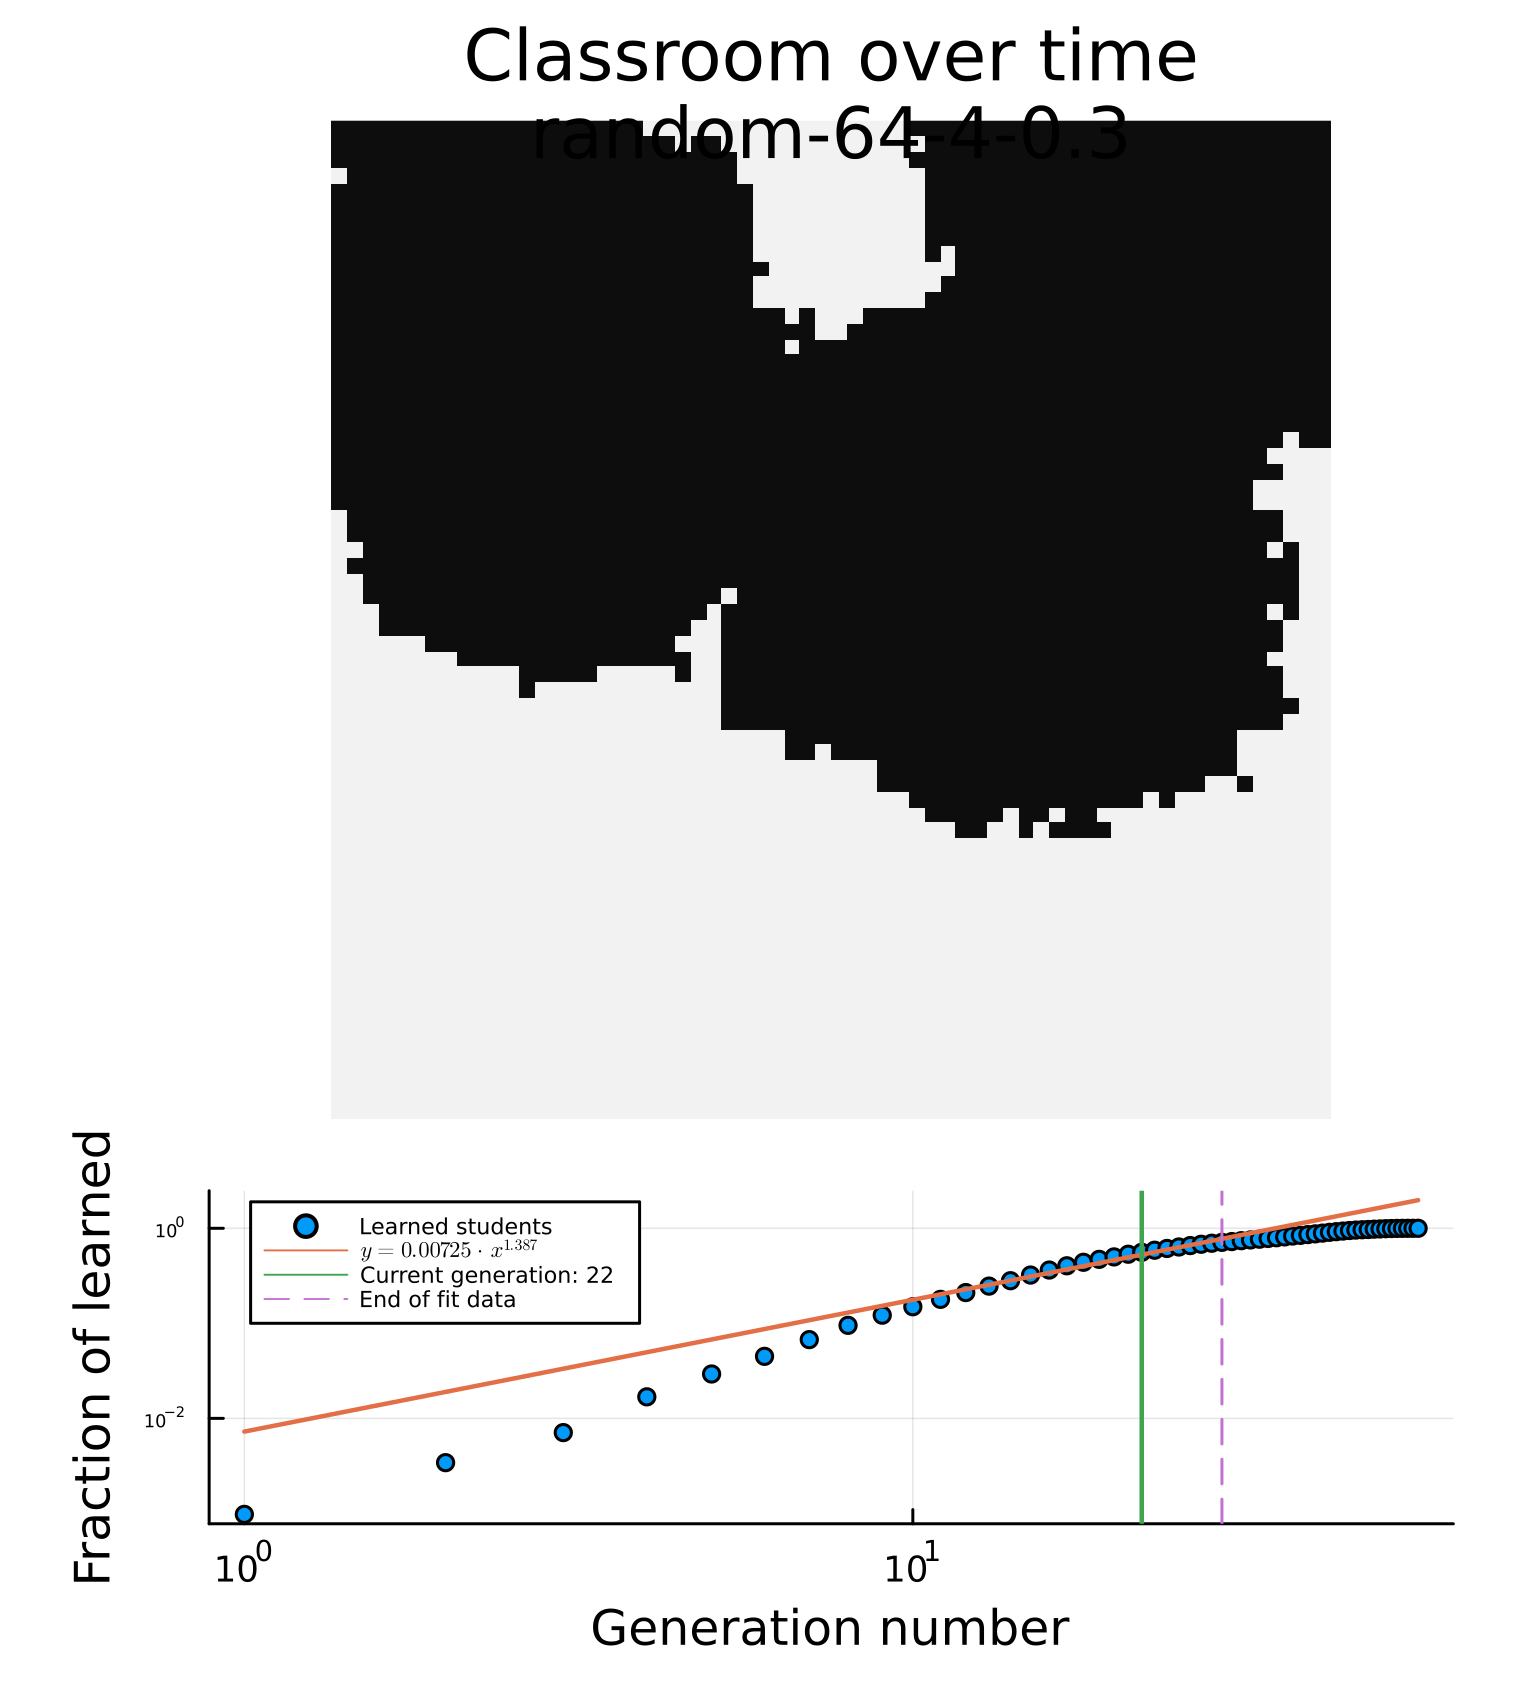 Classroom over time
random-64-4-0.3
Fraction of learned
10^0
10^-2
Learned students
y = 0.00725 · x^1.387
Current generation: 22
End of fit data
10^0
10^1
Generation number